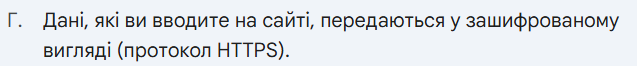 Г. Дані, які ви вводите на сайті, передаються у зашифрованому
вигляді (протокол HTTPS).